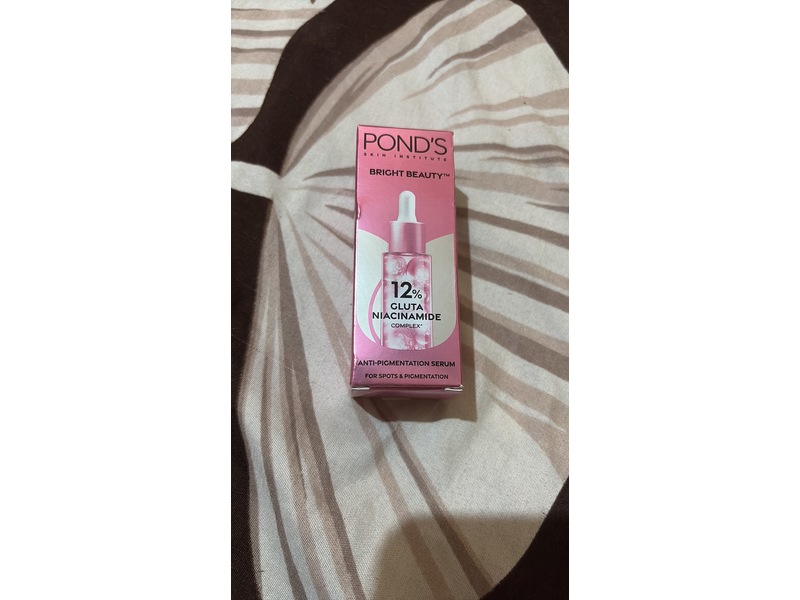 POND'S
SKIN INSTITUTE
BRIGHT BEAUTY™
12%
GLUTA
NIACINAMIDE
COMPLEX*
ANTI-PIGMENTATION SERUM
FOR SPOTS & PIGMENTATION